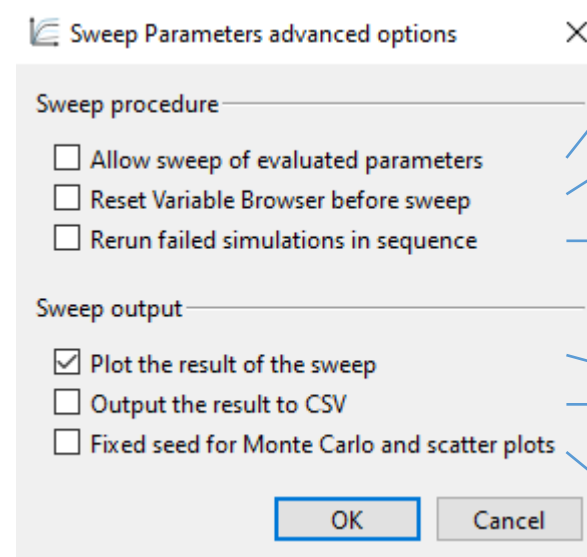 Sweep Parameters advanced options
Sweep procedure
Allow sweep of evaluated parameters
Reset Variable Browser before sweep
Rerun failed simulations in sequence
Sweep output
Plot the result of the sweep
Output the result to CSV
Fixed seed for Monte Carlo and scatter plots
OK Cancel